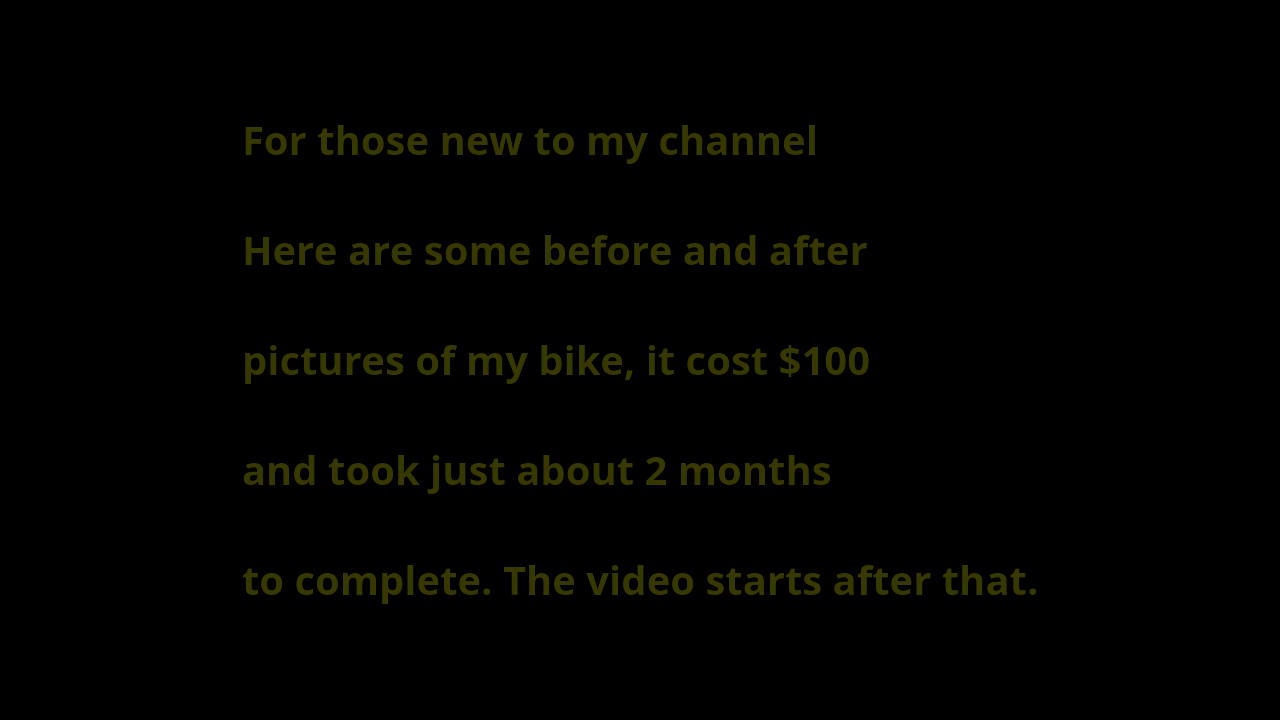 For those new to my channel
Here are some before and after
pictures of my bike, it cost $100
and took just about 2 months
to complete. The video starts after that.